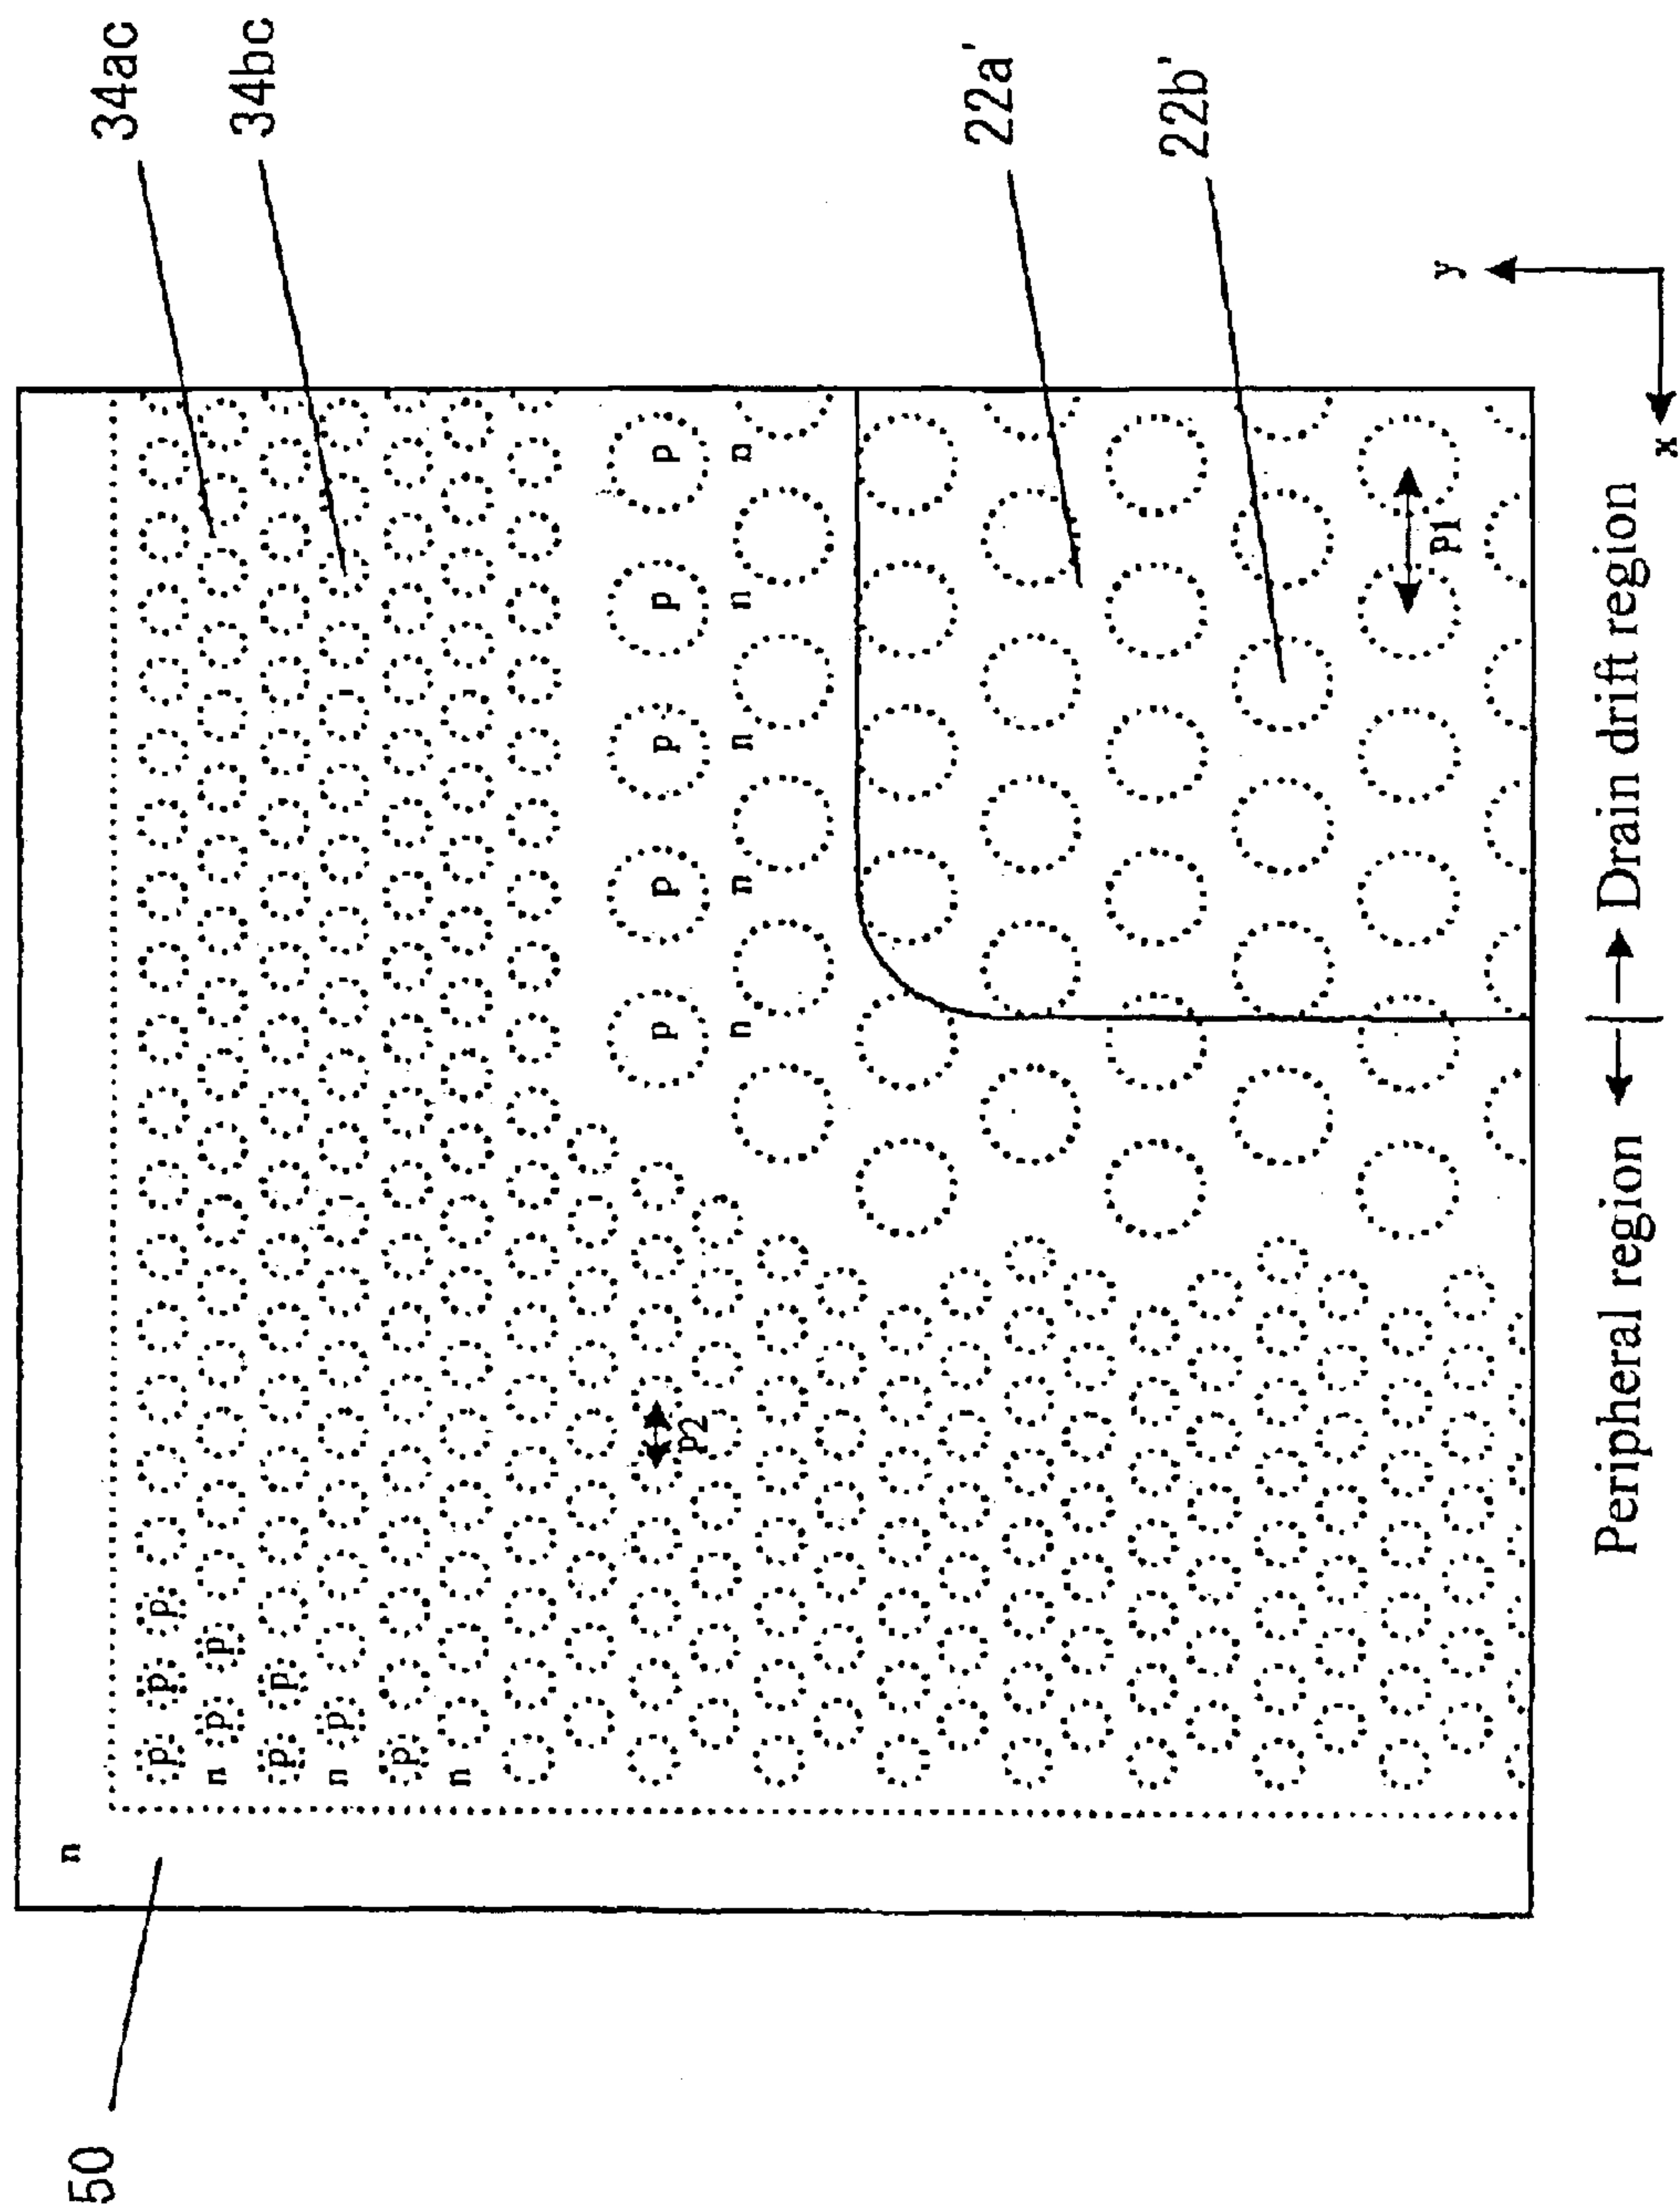 n
50
34ac
p p p
n p p
34bc
p p
n p
p
n
p p p p p
p2
n n n n n
22a'
22b'
p1
y
Peripheral region
Drain drift region
x